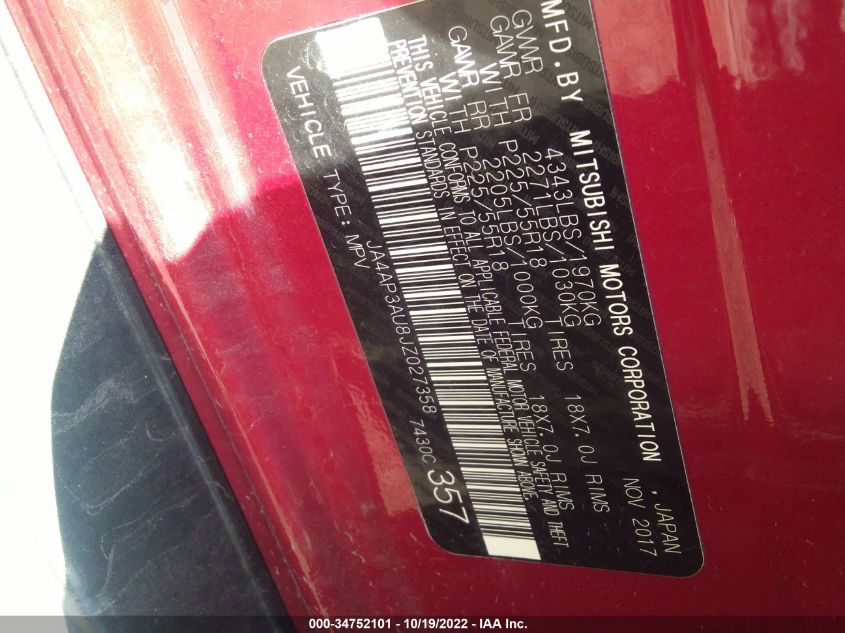 MFD.BY MITSUBISHI MOTORS CORPORATION , JAPAN
GVWR 4343LBS/1970KG NOV 2017
GAWR FR 2271LBS/1030KG TIRES 18X7.0J RIMS
WITH P225/55R18
GAWR RR 2205LBS/1000KG TIRES 18X7.0J RIMS
WITH P225/55R18
THIS VEHICLE CONFORMS TO ALL APPLICABLE FEDERAL MOTOR VEHICLE SAFETY AND THEFT
PREVENTION STANDARDS IN EFFECT ON THE DATE OF MANUFACTURE SHOWN ABOVE.
JA4AP3AU8JZ027358 7430C 357
VEHICLE TYPE: MPV
000-34752101 - 10/19/2022 - IAA Inc.